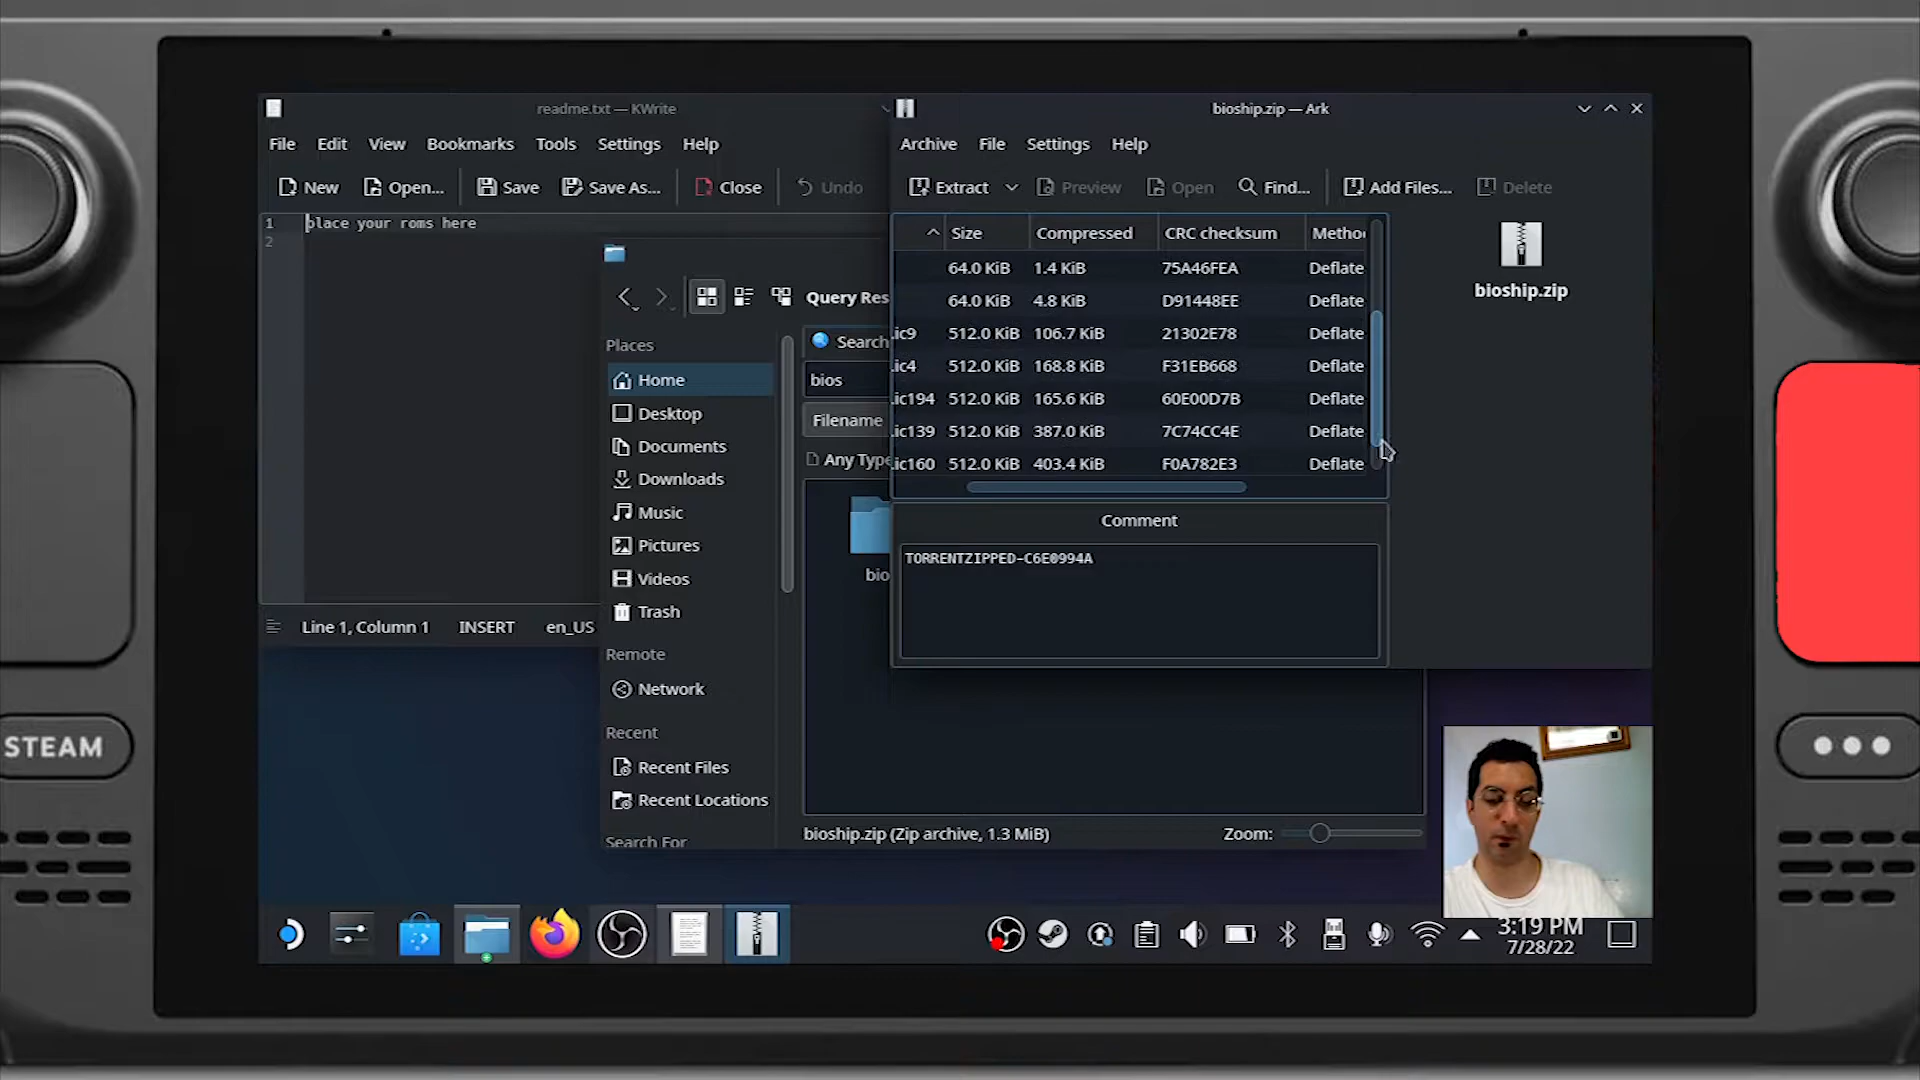 readme.txt — KWrite
File Edit View Bookmarks Tools Settings Help
New Open... Save Save As... Close Undo
1 place your roms here
2
Line 1, Column 1 INSERT en_US
Query Res
Places
Home
Desktop
Documents
Downloads
Music
Pictures
Videos
Trash
Remote
Network
Recent
Recent Files
Recent Locations
Search For
Search
bios
Filename
Any Type
bio
bioship.zip (Zip archive, 1.3 MiB)
Zoom:
bioship.zip — Ark
Archive File Settings Help
Extract Preview Open Find... Add Files... Delete
Size Compressed CRC checksum Metho
64.0 KiB 1.4 KiB 75A46FEA Deflate
64.0 KiB 4.8 KiB D91448EE Deflate
.ic9 512.0 KiB 106.7 KiB 21302E78 Deflate
.ic4 512.0 KiB 168.8 KiB F31EB668 Deflate
.ic194 512.0 KiB 165.6 KiB 60E00D7B Deflate
.ic139 512.0 KiB 387.0 KiB 7C74CC4E Deflate
.ic160 512.0 KiB 403.4 KiB F0A782E3 Deflate
Comment
TORRENTZIPPED-C6E0994A
bioship.zip
STEAM
3:19 PM
7/28/22